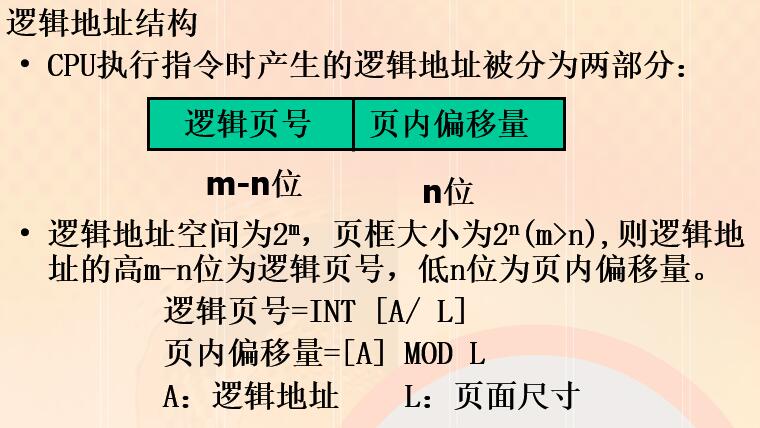 逻辑地址结构
• CPU执行指令时产生的逻辑地址被分为两部分：
逻辑页号 页内偏移量
m-n位 n位
• 逻辑地址空间为2ᵐ，页框大小为2ⁿ(m>n),则逻辑地
址的高m-n位为逻辑页号，低n位为页内偏移量。
逻辑页号=INT [A/ L]
页内偏移量=[A] MOD L
A：逻辑地址 L：页面尺寸